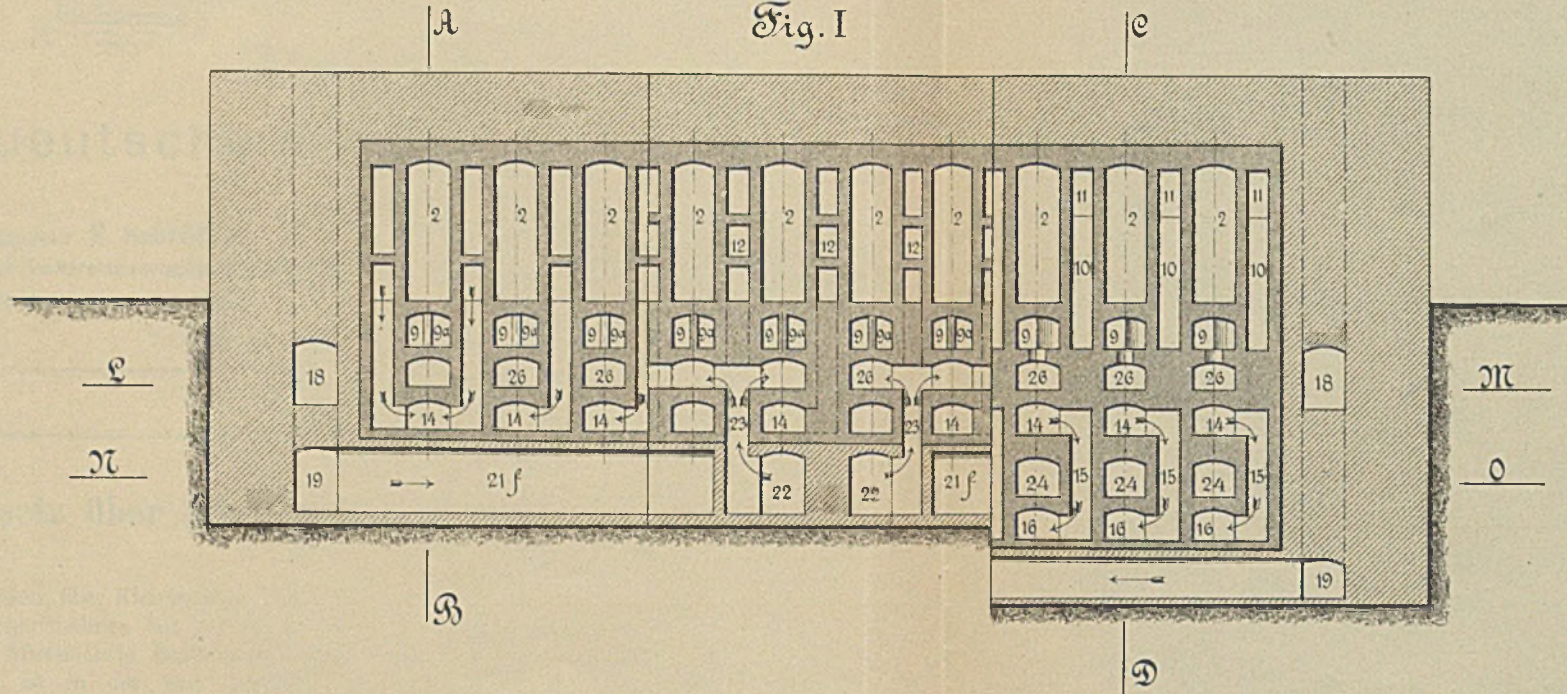 A Fig. I C
2 2 2 2 2 2 2 2 2 2
11 11 11
12 12 12
10 10 10
9 9a 9 9a 9 9a 9 9a 9 9a 9 9a 9 9a 9 9 9
L 18 26 26 26 26 26 26 18 M
14 14 14 14 14 14 14 14
23 23
N 19 21f 22 22 21f 24 15 24 15 24 15 O
16 16 16
19
B
D